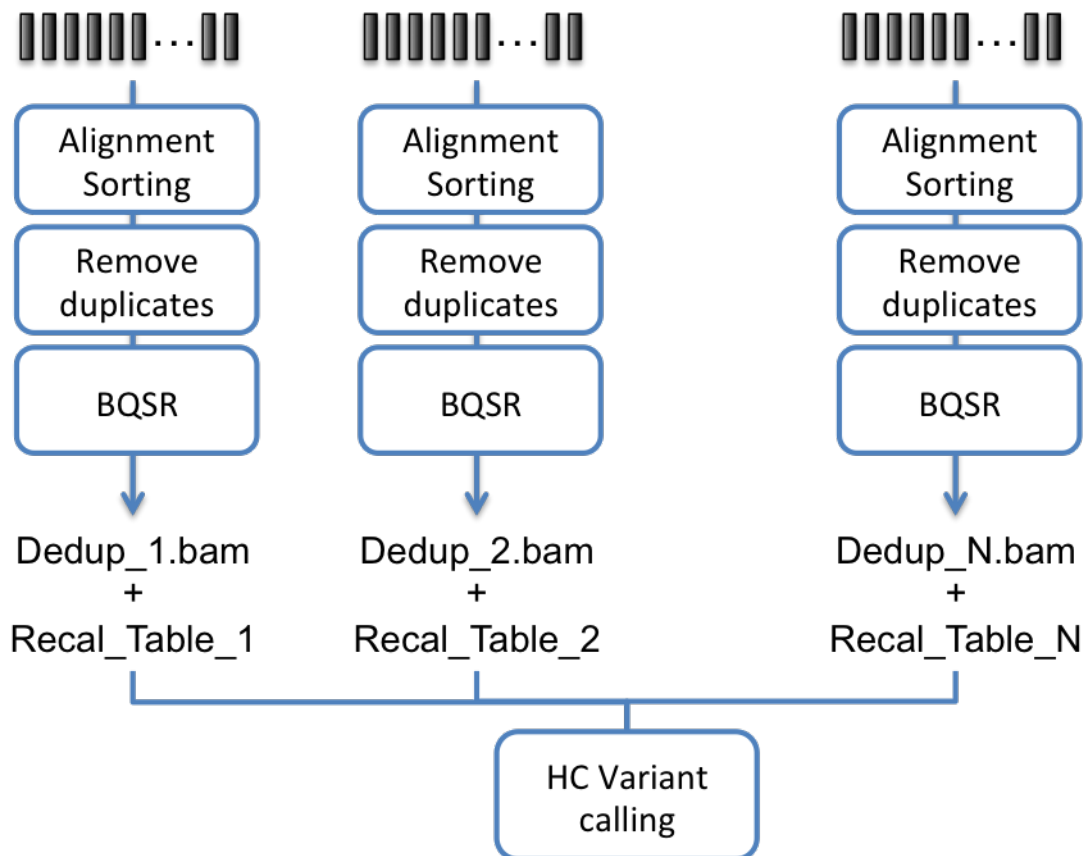 ...
...
...
Alignment
Sorting
Alignment
Sorting
Alignment
Sorting
Remove
duplicates
Remove
duplicates
Remove
duplicates
BQSR
BQSR
BQSR
Dedup_1.bam
+
Recal_Table_1
Dedup_2.bam
+
Recal_Table_2
Dedup_N.bam
+
Recal_Table_N
HC Variant
calling